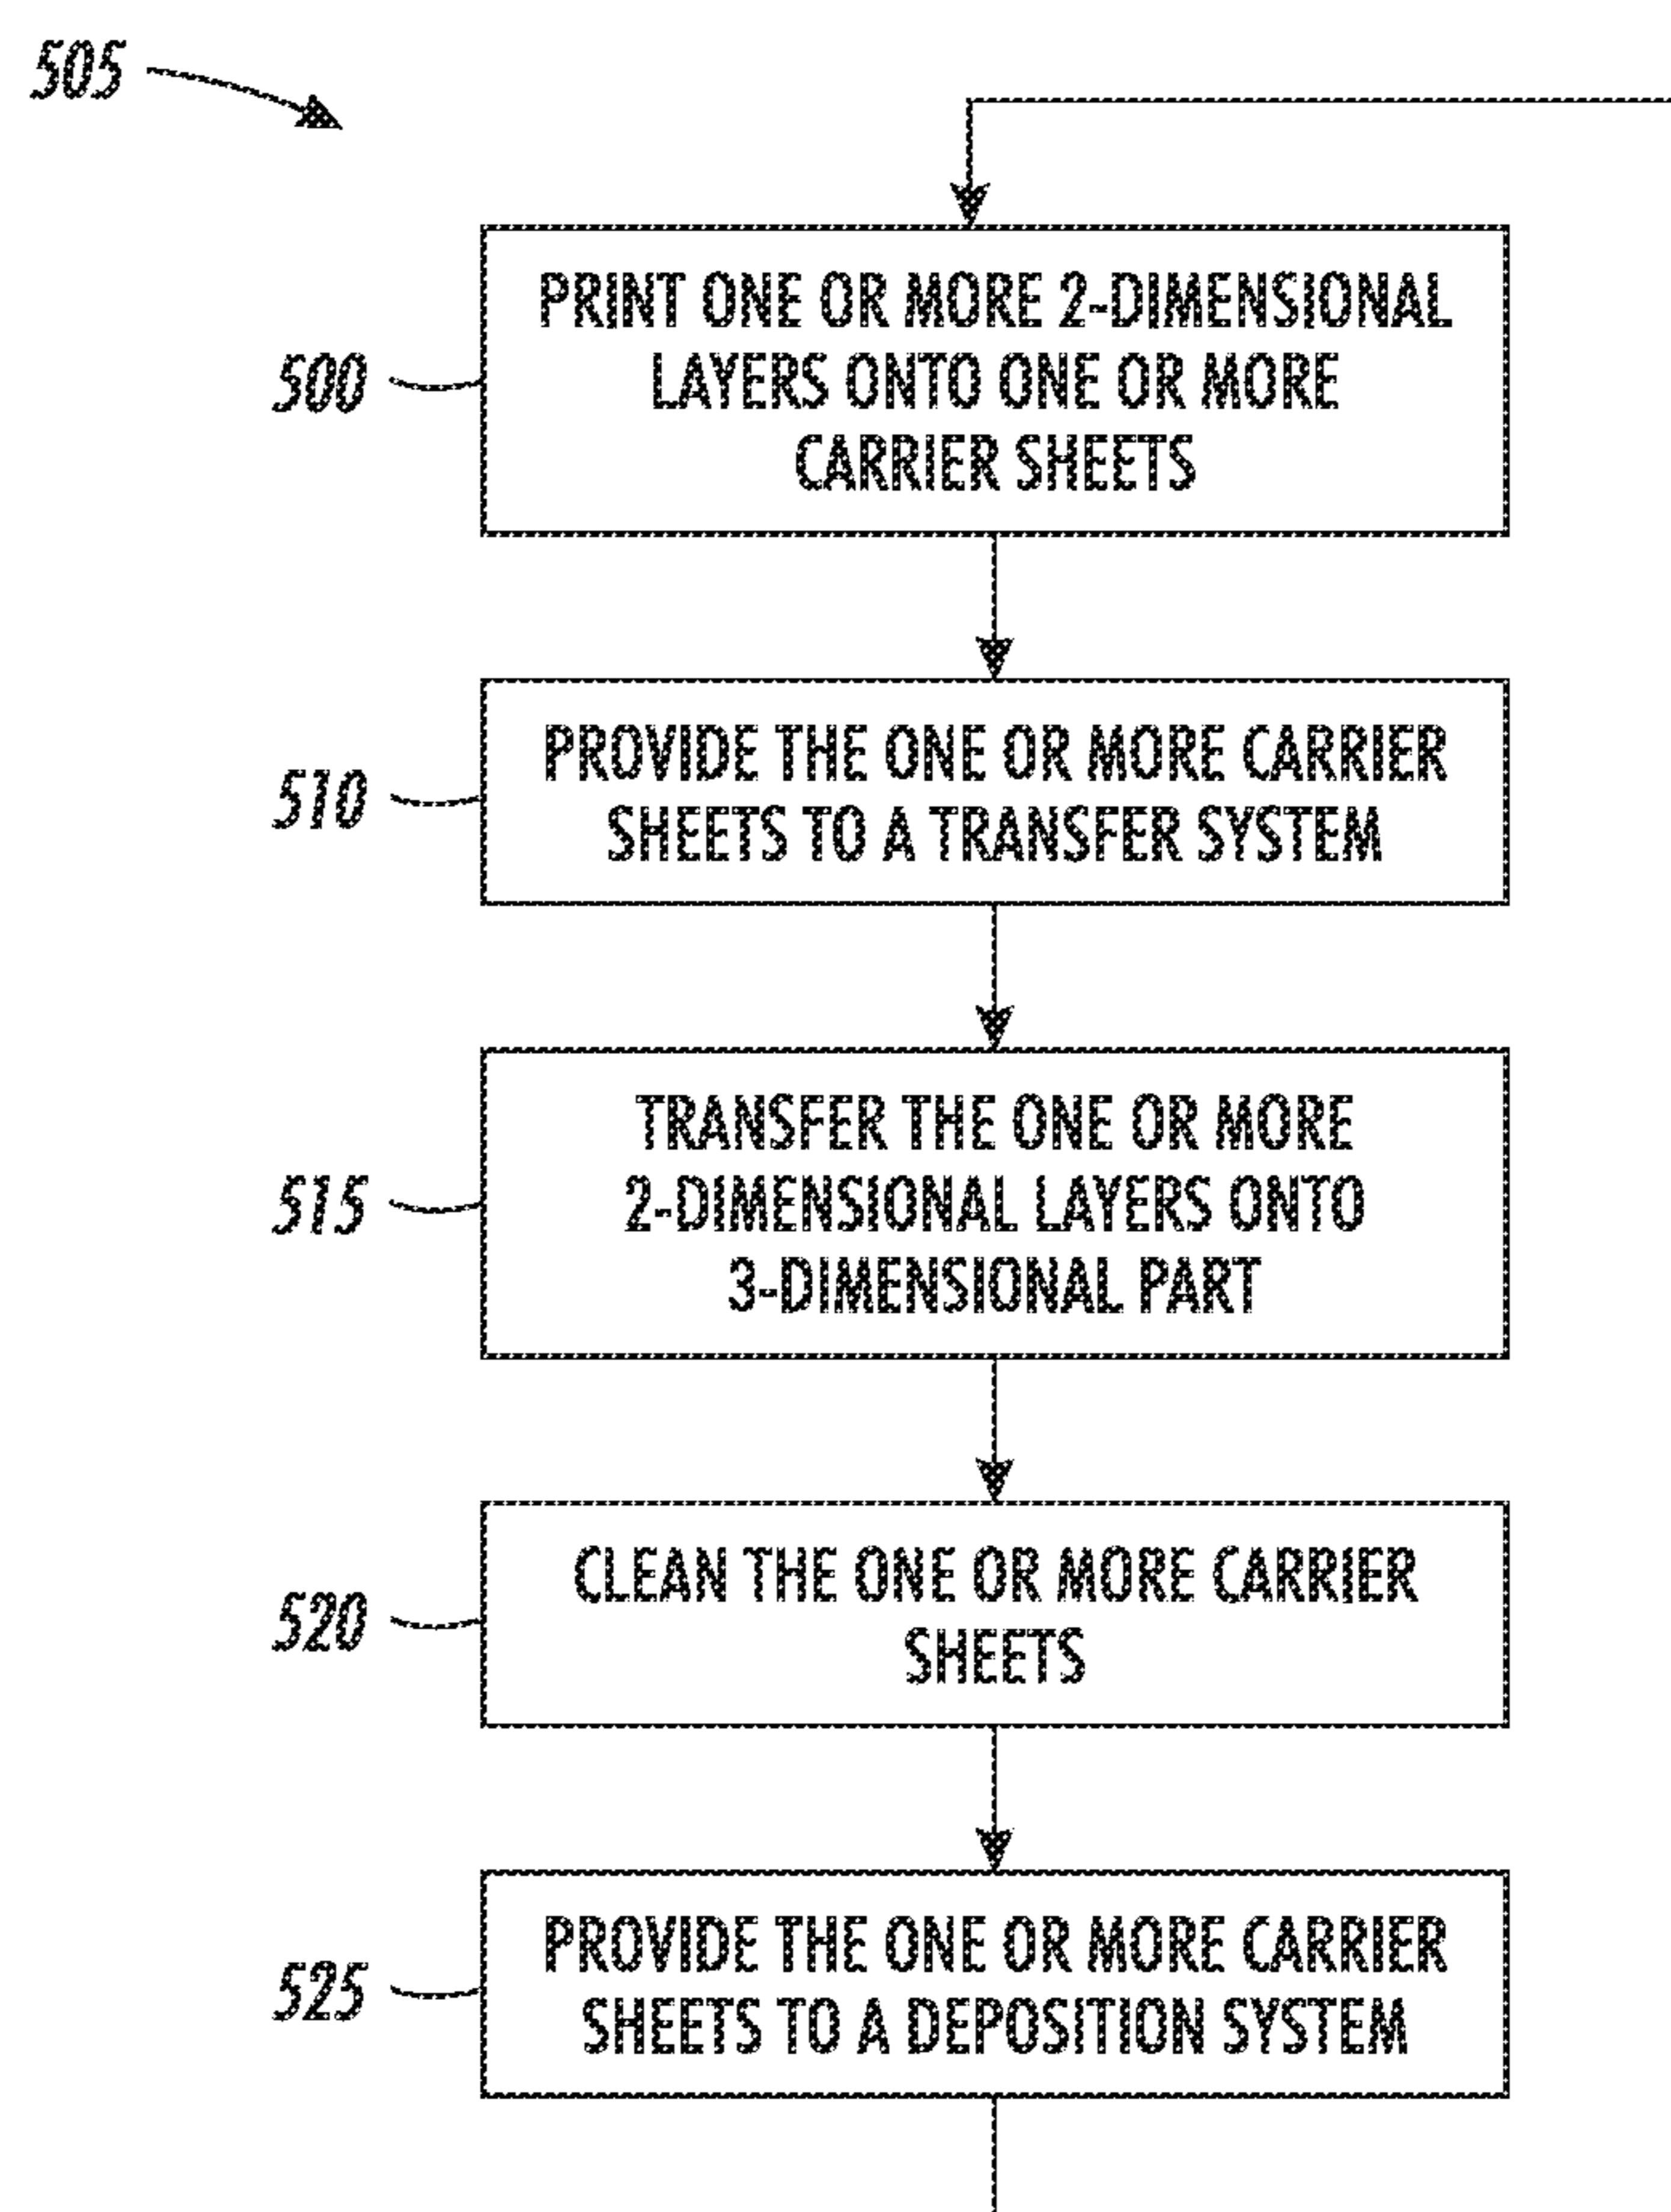 505
PRINT ONE OR MORE 2-DIMENSIONAL
LAYERS ONTO ONE OR MORE
CARRIER SHEETS
500
PROVIDE THE ONE OR MORE CARRIER
SHEETS TO A TRANSFER SYSTEM
510
TRANSFER THE ONE OR MORE
2-DIMENSIONAL LAYERS ONTO
3-DIMENSIONAL PART
515
CLEAN THE ONE OR MORE CARRIER
SHEETS
520
PROVIDE THE ONE OR MORE CARRIER
SHEETS TO A DEPOSITION SYSTEM
525